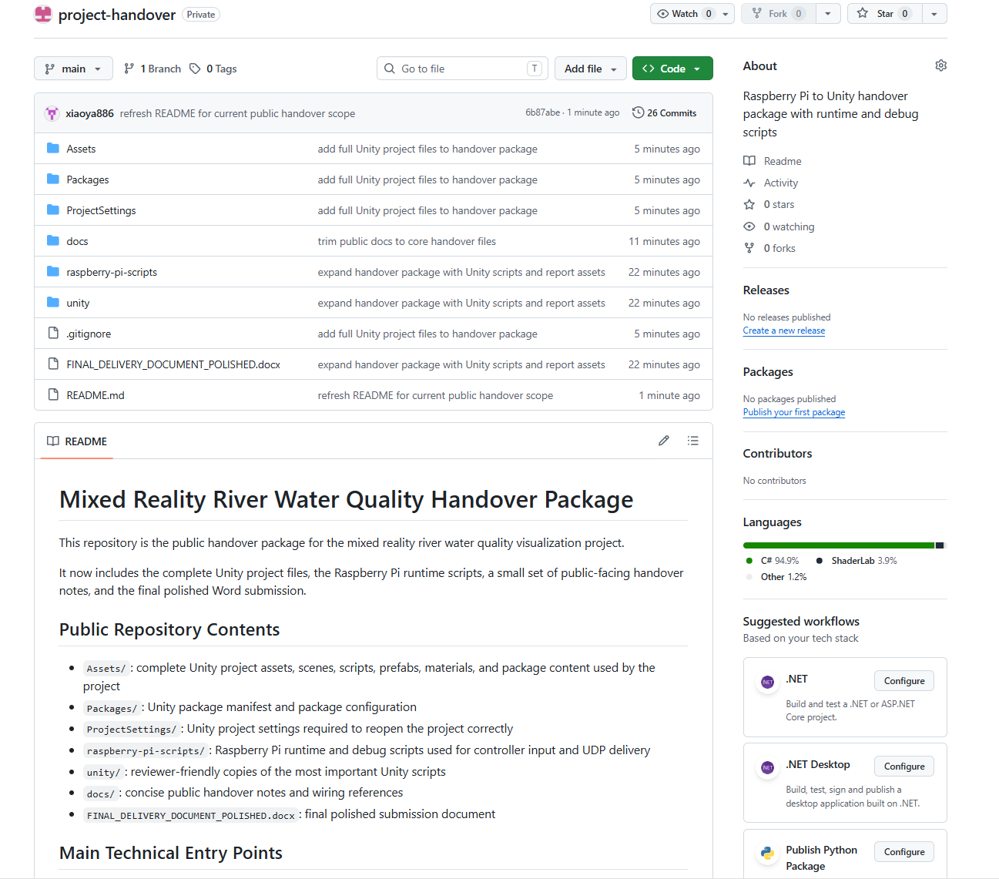 project-handover Private
Watch 0
Fork 0
Star 0
main
1 Branch
0 Tags
Go to file
T
Add file
Code
xiaoya886 refresh README for current public handover scope
6b87abe · 1 minute ago
26 Commits
Assets add full Unity project files to handover package 5 minutes ago
Packages add full Unity project files to handover package 5 minutes ago
ProjectSettings add full Unity project files to handover package 5 minutes ago
docs trim public docs to core handover files 11 minutes ago
raspberry-pi-scripts expand handover package with Unity scripts and report assets 22 minutes ago
unity expand handover package with Unity scripts and report assets 22 minutes ago
.gitignore add full Unity project files to handover package 5 minutes ago
FINAL_DELIVERY_DOCUMENT_POLISHED.docx expand handover package with Unity scripts and report assets 22 minutes ago
README.md refresh README for current public handover scope 1 minute ago
README
Mixed Reality River Water Quality Handover Package
This repository is the public handover package for the mixed reality river water quality visualization project.
It now includes the complete Unity project files, the Raspberry Pi runtime scripts, a small set of public-facing handover
notes, and the final polished Word submission.
Public Repository Contents
Assets/ : complete Unity project assets, scenes, scripts, prefabs, materials, and package content used by the
project
Packages/ : Unity package manifest and package configuration
ProjectSettings/ : Unity project settings required to reopen the project correctly
raspberry-pi-scripts/ : Raspberry Pi runtime and debug scripts used for controller input and UDP delivery
unity/ : reviewer-friendly copies of the most important Unity scripts
docs/ : concise public handover notes and wiring references
FINAL_DELIVERY_DOCUMENT_POLISHED.docx : final polished submission document
Main Technical Entry Points
About
Raspberry Pi to Unity handover
package with runtime and debug
scripts
Readme
Activity
0 stars
0 watching
0 forks
Releases
No releases published
Create a new release
Packages
No packages published
Publish your first package
Contributors
No contributors
Languages
C# 94.9%
ShaderLab 3.9%
Other 1.2%
Suggested workflows
Based on your tech stack
.NET
.NET
Configure
Build and test a .NET or ASP.NET
Core project.
.NET
.NET Desktop
Configure
Build, test, sign and publish a
desktop application built on .NET.
Publish Python
Package
Configure